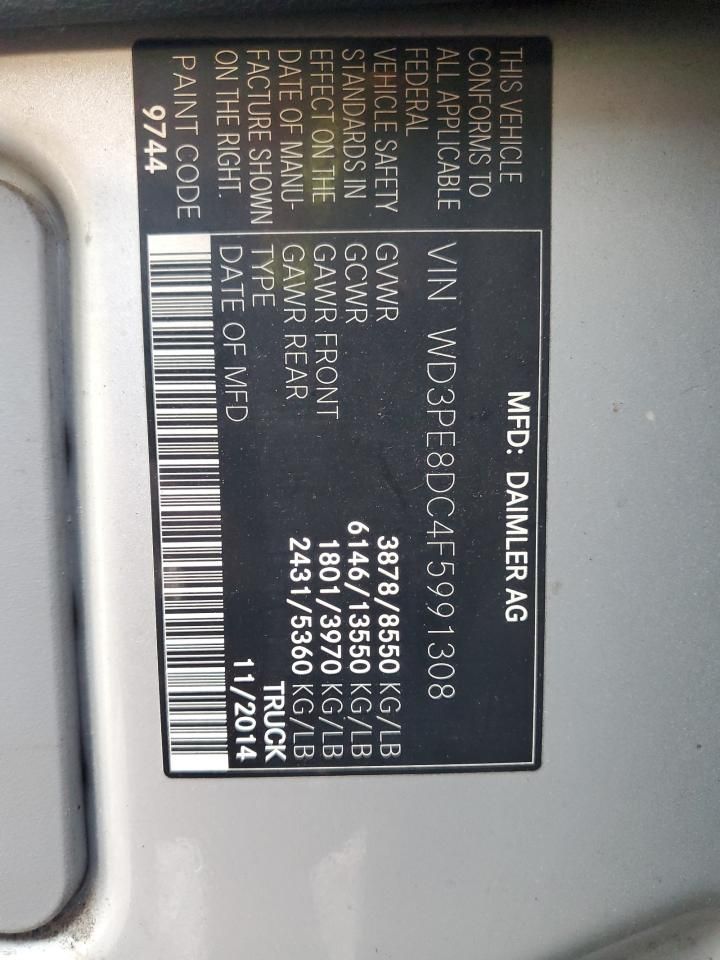 THIS VEHICLE
CONFORMS TO
ALL APPLICABLE
FEDERAL
VEHICLE SAFETY
STANDARDS IN
EFFECT ON THE
DATE OF MANU-
FACTURE SHOWN
ON THE RIGHT.
PAINT CODE
9744
MFD: DAIMLER AG
VIN WD3PE8DC4F5991308
GVWR 3878/8550 KG/LB
GCWR 6146/13550 KG/LB
GAWR FRONT 1801/3970 KG/LB
GAWR REAR 2431/5360 KG/LB
TYPE TRUCK
DATE OF MFD 11/2014